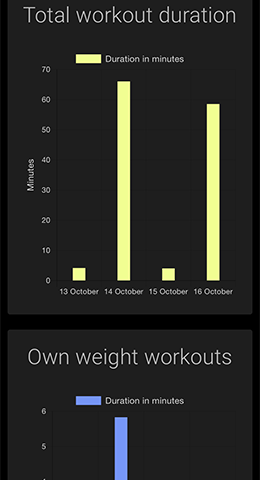 Total workout duration
Duration in minutes
70
60
50
40
30
20
10
0
Minutes
13 October 14 October 15 October 16 October
Own weight workouts
Duration in minutes
6
5